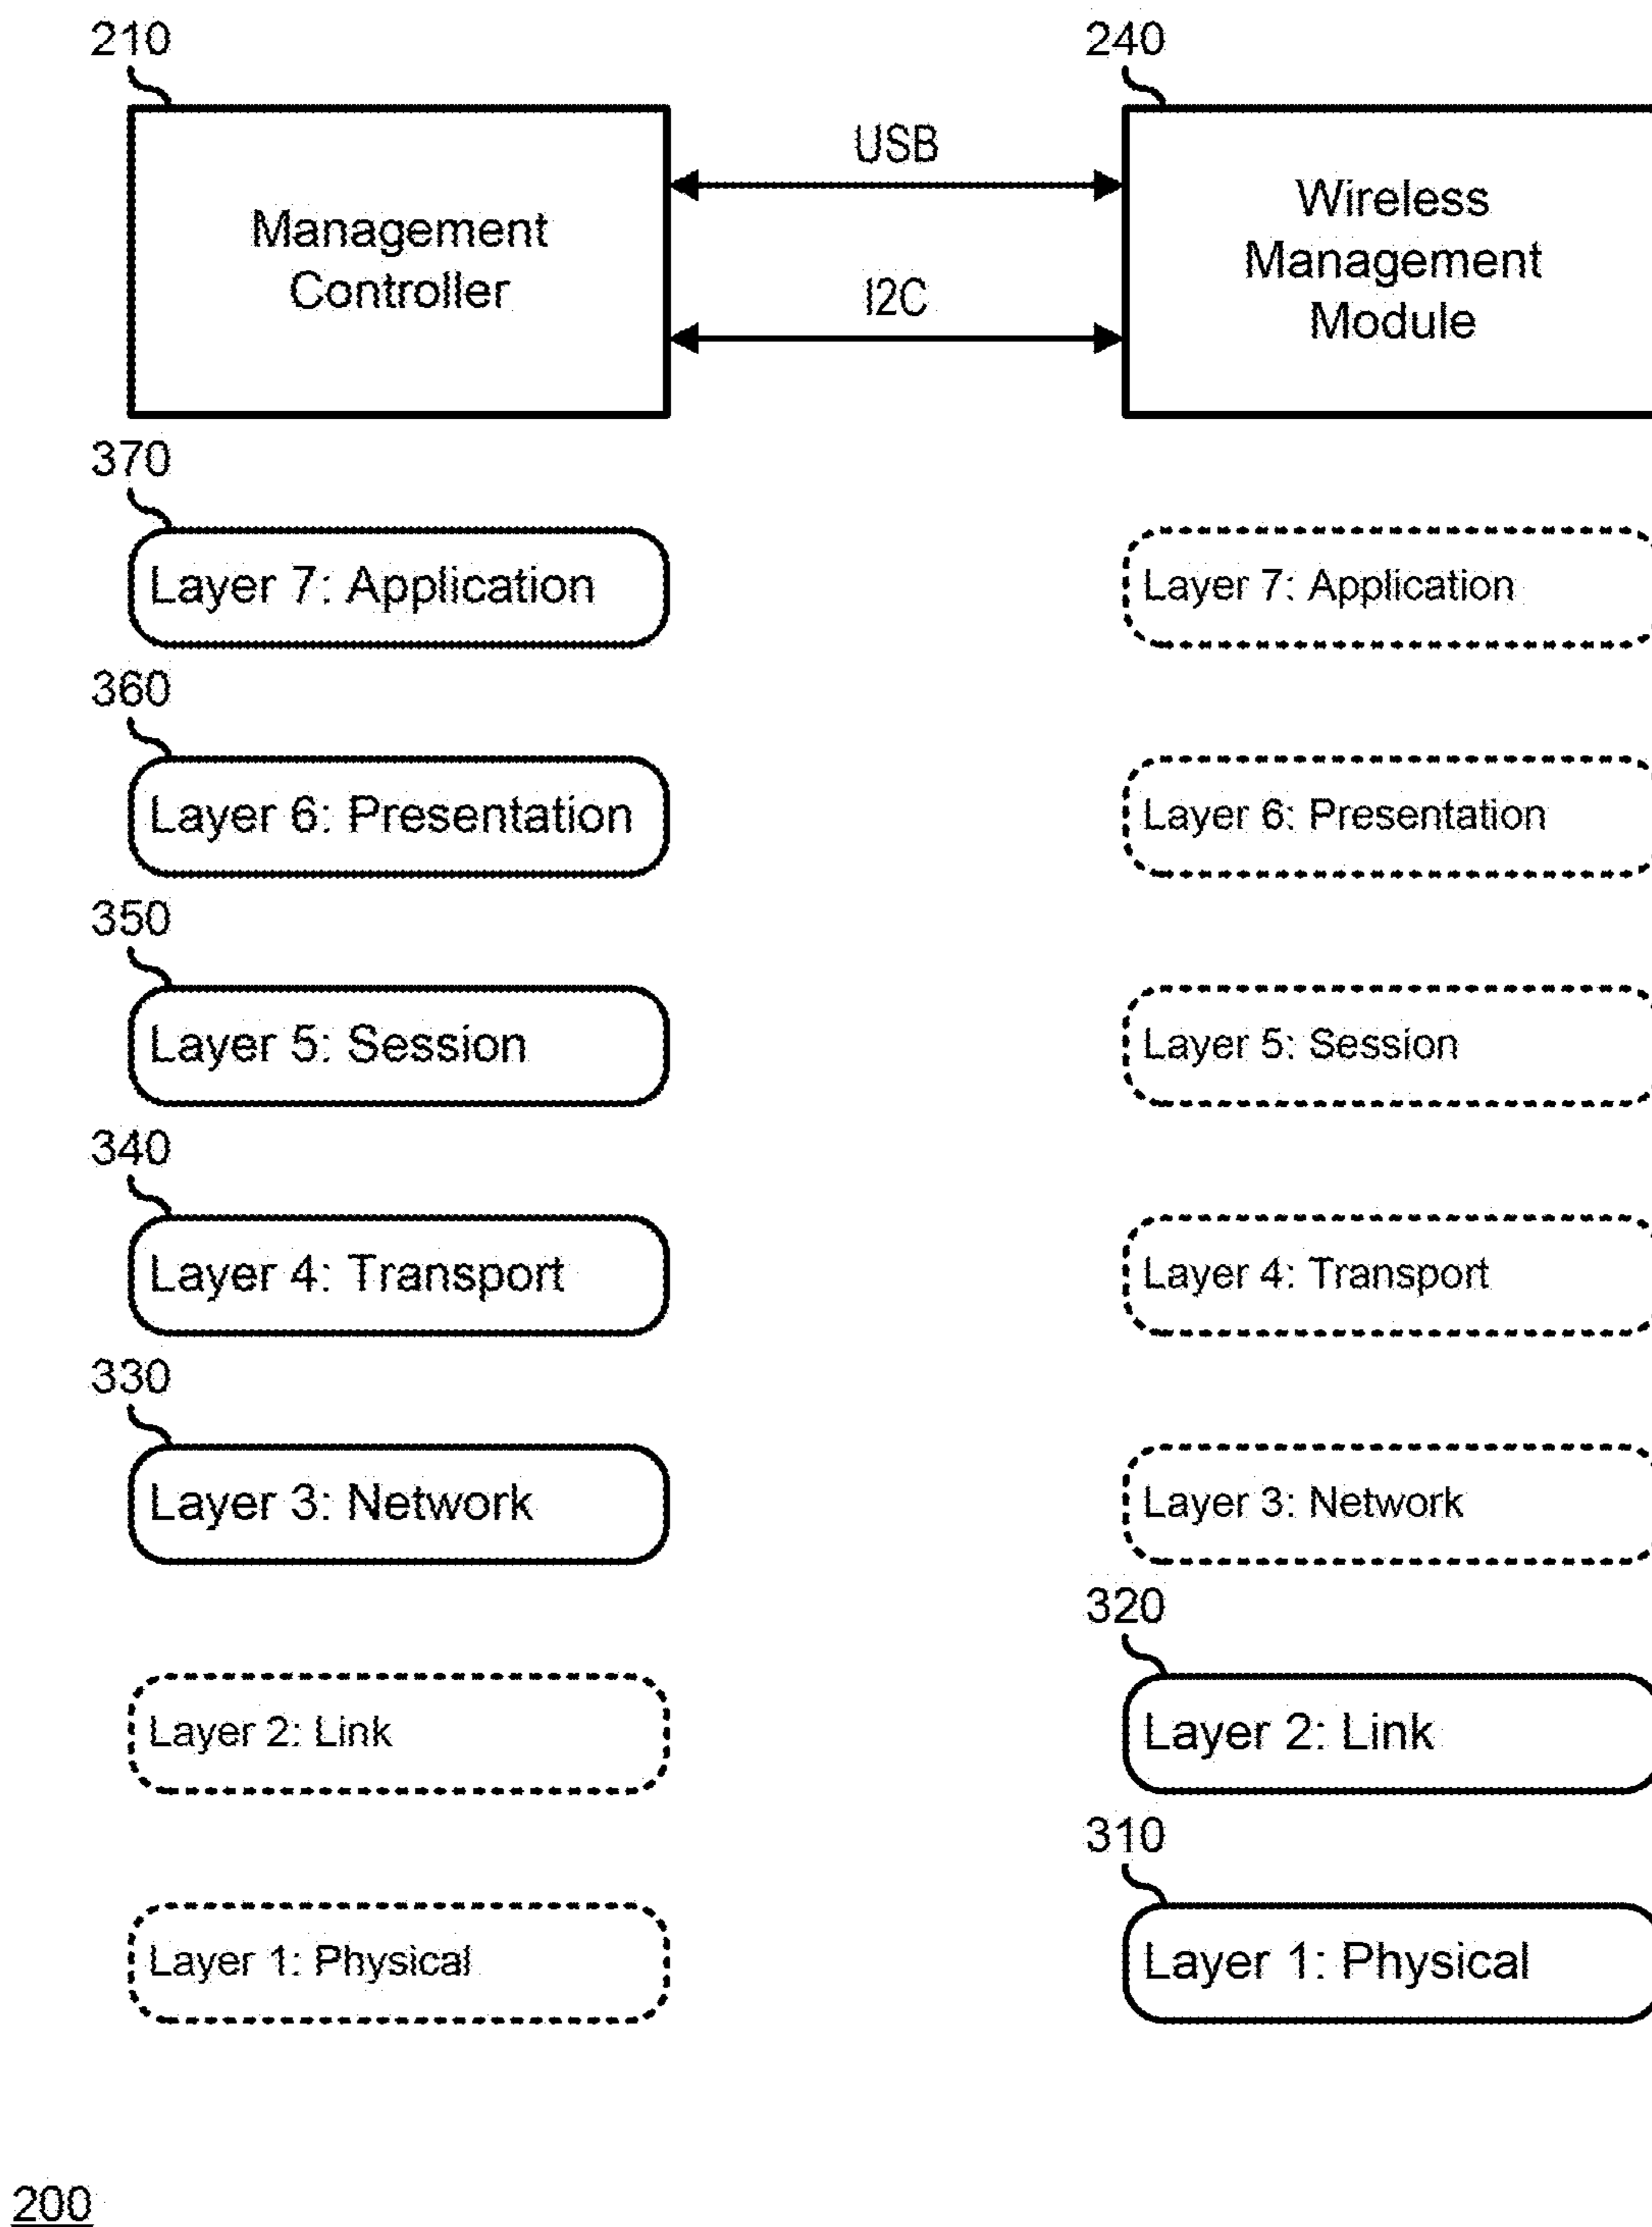 210
240
Management
Controller
USB
I2C
Wireless
Management
Module
370
Layer 7: Application
Layer 7: Application
360
Layer 6: Presentation
Layer 6: Presentation
350
Layer 5: Session
Layer 5: Session
340
Layer 4: Transport
Layer 4: Transport
330
Layer 3: Network
Layer 3: Network
320
Layer 2: Link
Layer 2: Link
310
Layer 1: Physical
Layer 1: Physical
200